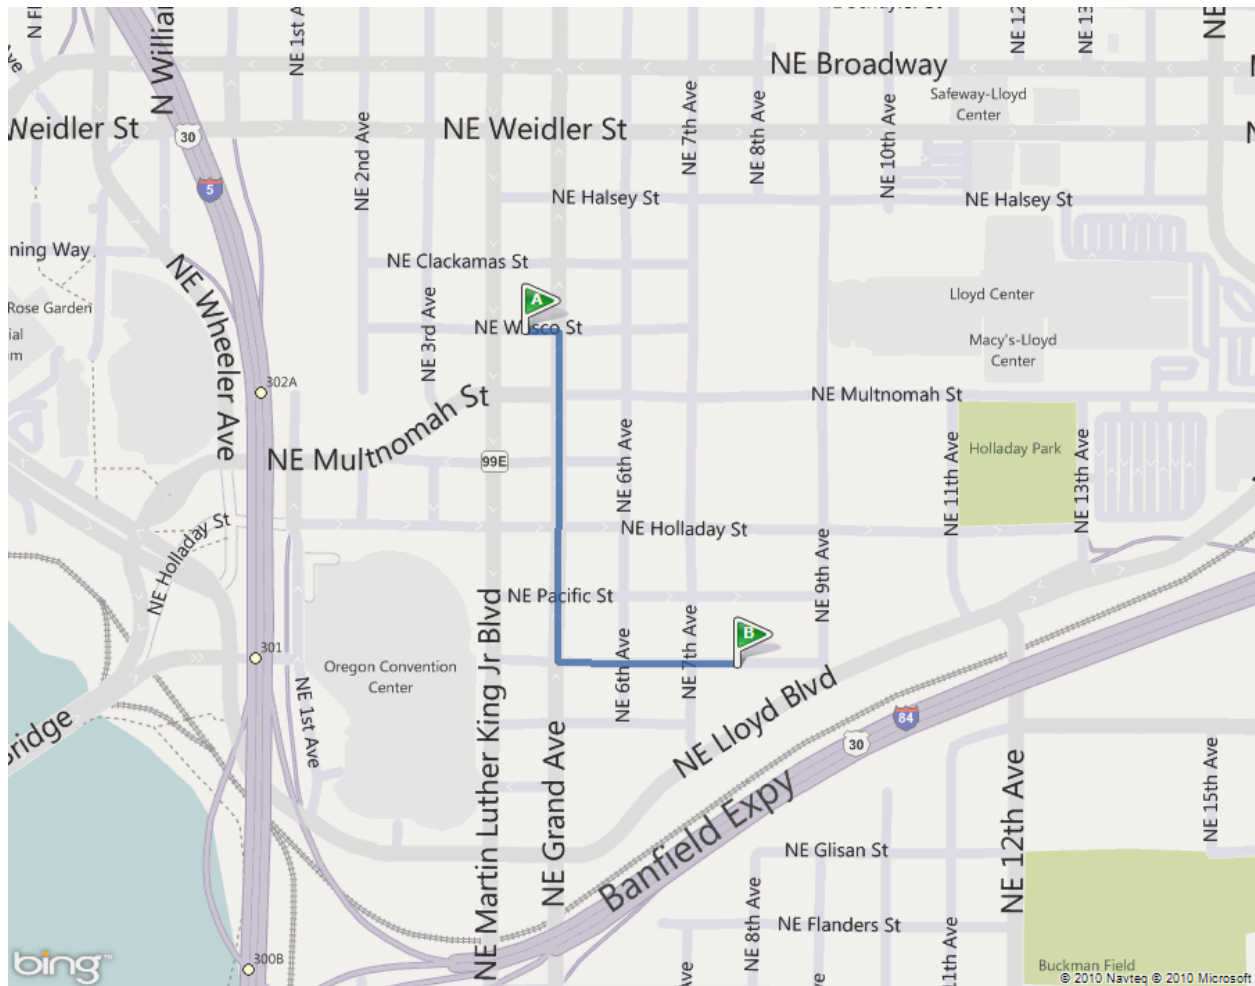 NE 1st A
NE 12
NE 13
NE
N Willia
NE Broadway
Safeway-Lloyd
Center
Weidler St
NE Weidler St
30
5
NE 2nd Ave
NE 7th Ave
NE 8th Ave
NE 10th Ave
NE Halsey St
NE Halsey St
ning Way
NE Clackamas St
Rose Garden
ial
m
NE Wheeler Ave
NE 3rd Ave
A
NE Wasco St
Lloyd Center
Macy's-Lloyd
Center
302A
NE Multnomah St
NE Multnomah St
99E
NE 6th Ave
NE 11th Ave
Holladay Park
NE 13th Ave
NE Holladay St
NE Holladay St
NE Pacific St
NE 9th Ave
B
301
Oregon Convention
Center
NE 1st Ave
NE Martin Luther King Jr Blvd
NE Grand Ave
NE 6th Ave
NE 7th Ave
NE Lloyd Blvd
84
30
Bridge
Banfield Expy
NE 12th Ave
NE 15th Ave
NE Glisan St
NE 8th Ave
NE Flanders St
11th Ave
Ave
300B
Buckman Field
bing™
© 2010 Navteq © 2010 Microsoft